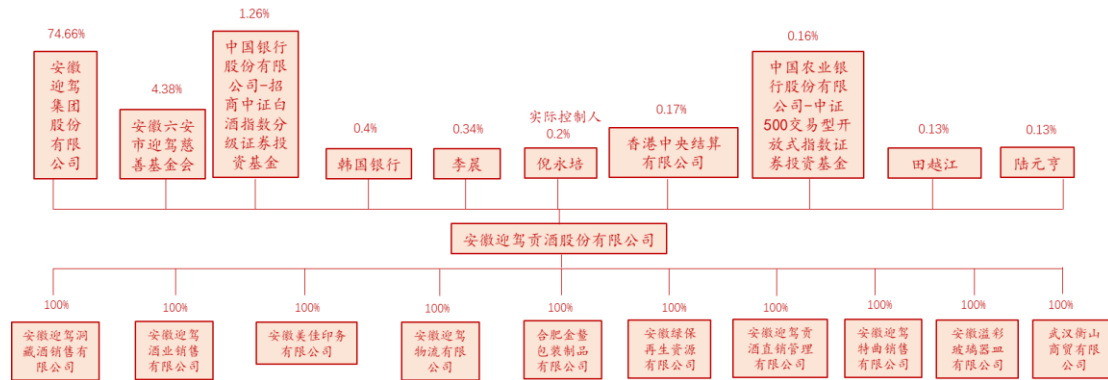 74.66%
安徽
迎驾
集团
股份
有限
公司
4.38%
安徽六安
市迎驾慈
善基金会
1.26%
中国银行
股份有限
公司-招
商中证白
酒指数分
级证券投
资基金
0.4%
韩国银行
0.34%
李晨
实际控制人
0.2%
倪永培
0.17%
香港中央结算
有限公司
0.16%
中国农业银
行股份有限
公司-中证
500交易型开
放式指数证
券投资基金
0.13%
田越江
0.13%
陆元亨
安徽迎驾贡酒股份有限公司
100%
安徽迎驾洞
藏酒销售有
限公司
100%
安徽迎驾
酒业销售有
限公司
100%
安徽美佳印务
有限公司
100%
安徽迎驾
物流有限公
司
100%
合肥金鳌
包装制品有
限公司
100%
安徽绿保
再生资源有
限公司
100%
安徽迎驾贡
酒直销管理
有限公司
100%
安徽迎驾
特曲销售有
限公司
100%
安徽溢彩
玻璃器皿有
限公司
100%
武汉衡山
商贸有限公
司